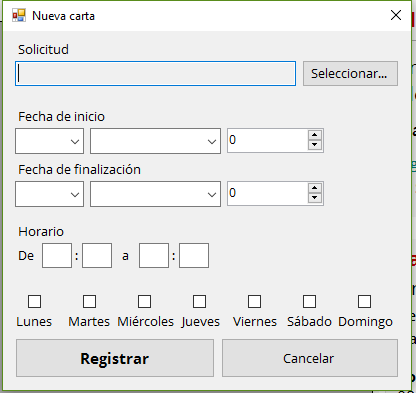 Nueva carta
Solicitud
Seleccionar...
Fecha de inicio
0
Fecha de finalización
0
Horario
De : a :
Lunes Martes Miércoles Jueves Viernes Sábado Domingo
Registrar Cancelar